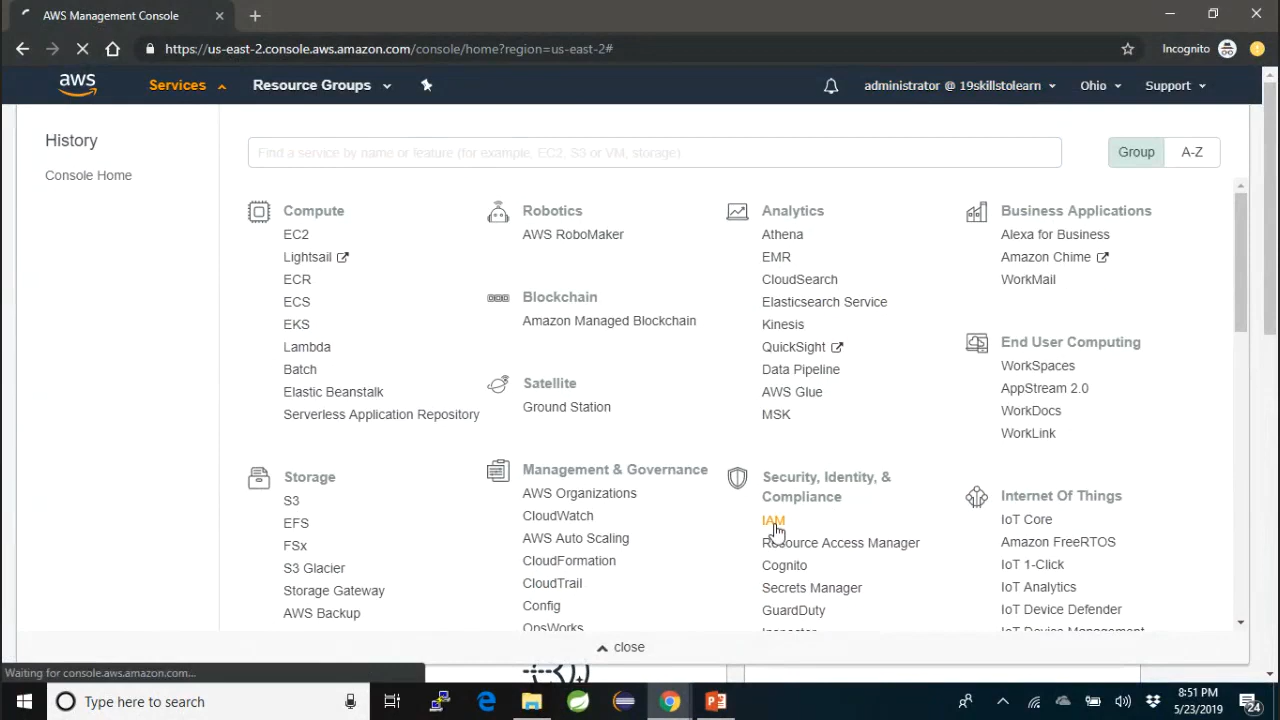 AWS Management Console
https://us-east-2.console.aws.amazon.com/console/home?region=us-east-2#
Incognito
aws
Services
Resource Groups
administrator @ 19skillstolearn
Ohio
Support
History
Console Home
Find a service by name or feature (for example, EC2, S3 or VM, storage)
Group
A-Z
Compute
EC2
Lightsail
ECR
ECS
EKS
Lambda
Batch
Elastic Beanstalk
Serverless Application Repository
Storage
S3
EFS
FSx
S3 Glacier
Storage Gateway
AWS Backup
Robotics
AWS RoboMaker
Blockchain
Amazon Managed Blockchain
Satellite
Ground Station
Management & Governance
AWS Organizations
CloudWatch
AWS Auto Scaling
CloudFormation
CloudTrail
Config
OpsWorks
Analytics
Athena
EMR
CloudSearch
Elasticsearch Service
Kinesis
QuickSight
Data Pipeline
AWS Glue
MSK
Security, Identity, &
Compliance
IAM
Resource Access Manager
Cognito
Secrets Manager
GuardDuty
Inspector
Business Applications
Alexa for Business
Amazon Chime
WorkMail
End User Computing
WorkSpaces
AppStream 2.0
WorkDocs
WorkLink
Internet Of Things
IoT Core
Amazon FreeRTOS
IoT 1-Click
IoT Analytics
IoT Device Defender
IoT Device Management
close
Waiting for console.aws.amazon.com...
Type here to search
8:51 PM
5/23/2019
24